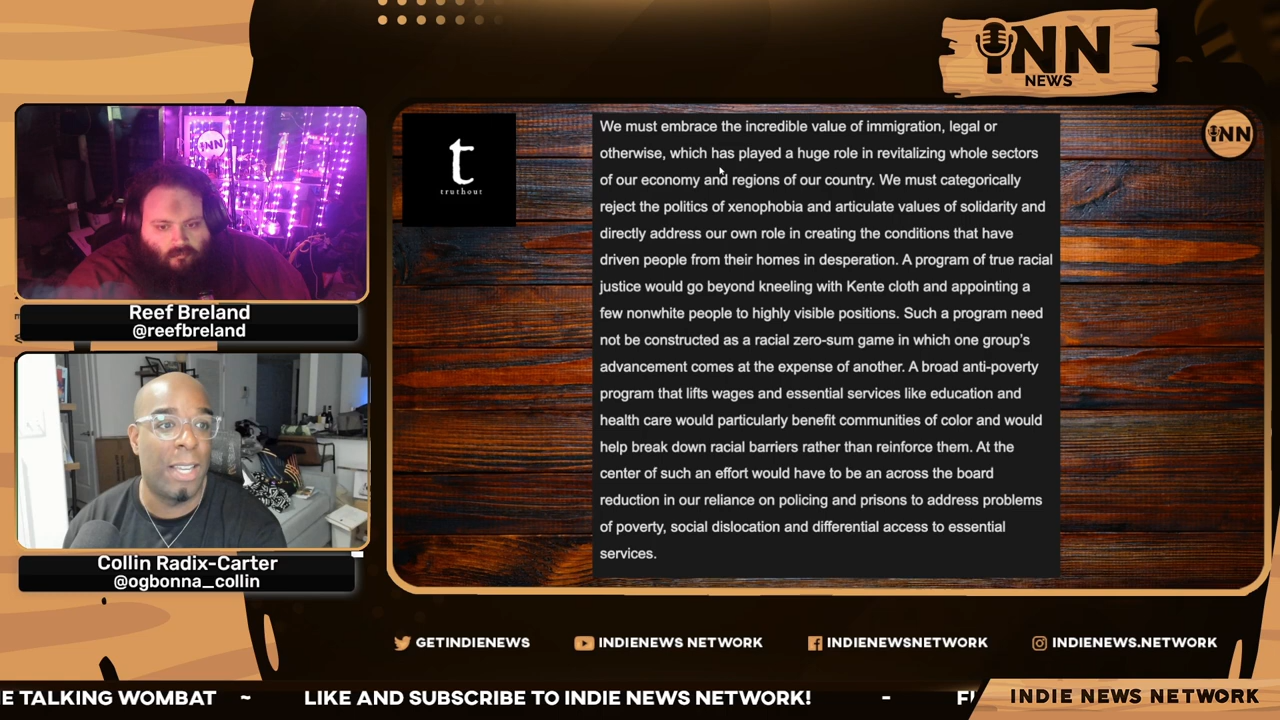 INN
NEWS
INN
Reef Breland
@reefbreland
Collin Radix-Carter
@ogbonna_collin
t
truthout
We must embrace the incredible value of immigration, legal or
otherwise, which has played a huge role in revitalizing whole sectors
of our economy and regions of our country. We must categorically
reject the politics of xenophobia and articulate values of solidarity and
directly address our own role in creating the conditions that have
driven people from their homes in desperation. A program of true racial
justice would go beyond kneeling with Kente cloth and appointing a
few nonwhite people to highly visible positions. Such a program need
not be constructed as a racial zero-sum game in which one group's
advancement comes at the expense of another. A broad anti-poverty
program that lifts wages and essential services like education and
health care would particularly benefit communities of color and would
help break down racial barriers rather than reinforce them. At the
center of such an effort would have to be an across the board
reduction in our reliance on policing and prisons to address problems
of poverty, social dislocation and differential access to essential
services.
INN
GETINDIENEWS
INDIENEWS NETWORK
INDIENEWSNETWORK
INDIENEWS.NETWORK
E TALKING WOMBAT ~ LIKE AND SUBSCRIBE TO INDIE NEWS NETWORK! -
INDIE NEWS NETWORK